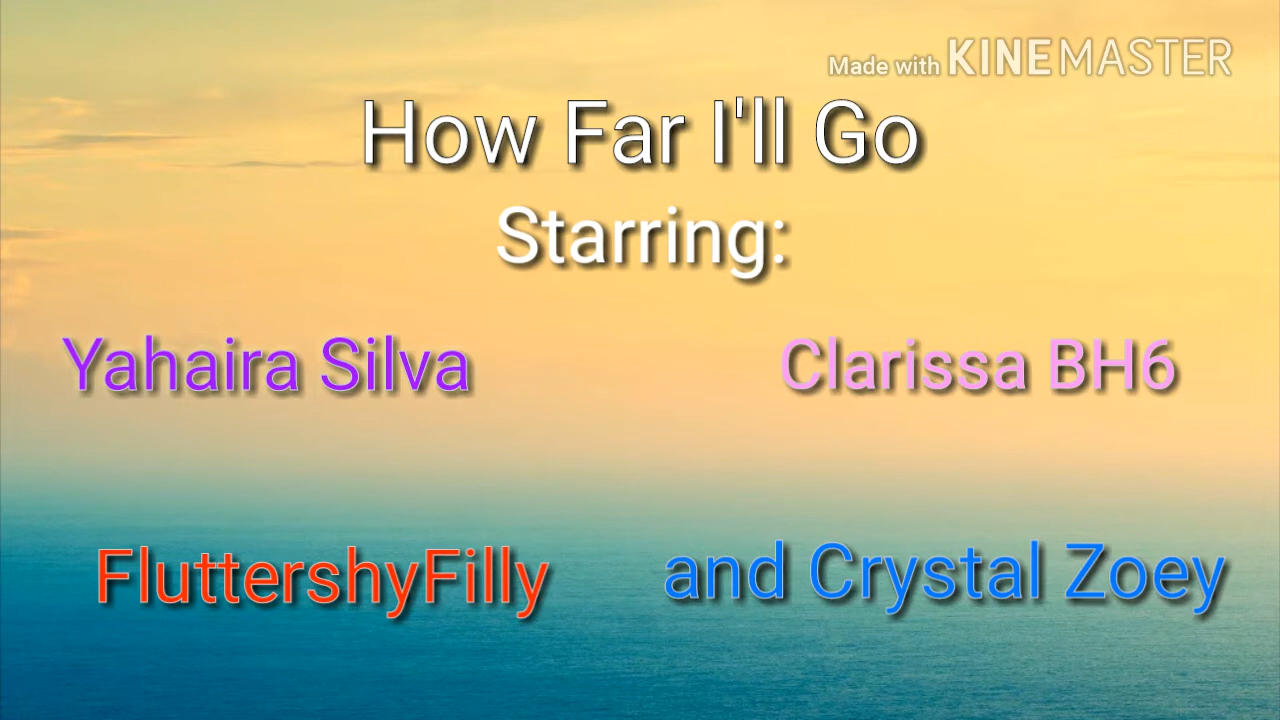 Made with KINEMASTER
How Far I'll Go
Starring:
Yahaira Silva
Clarissa BH6
FluttershyFilly
and Crystal Zoey